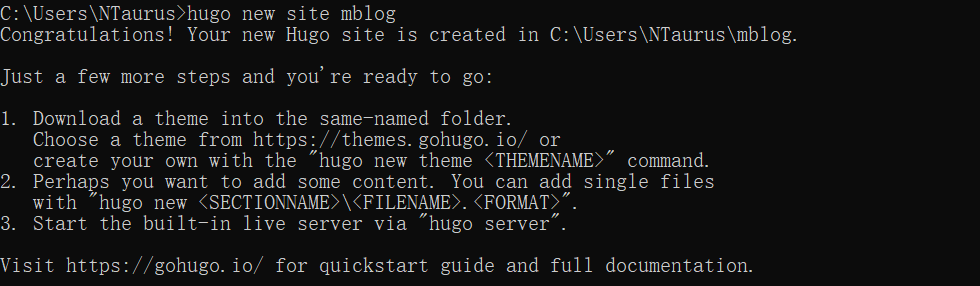 C:\Users\NTaurus>hugo new site mblog
Congratulations! Your new Hugo site is created in C:\Users\NTaurus\mblog.
Just a few more steps and you're ready to go:
1. Download a theme into the same-named folder.
Choose a theme from https://themes.gohugo.io/ or
create your own with the "hugo new theme <THEMENAME>" command.
2. Perhaps you want to add some content. You can add single files
with "hugo new <SECTIONNAME>\<FILENAME>.<FORMAT>".
3. Start the built-in live server via "hugo server".
Visit https://gohugo.io/ for quickstart guide and full documentation.